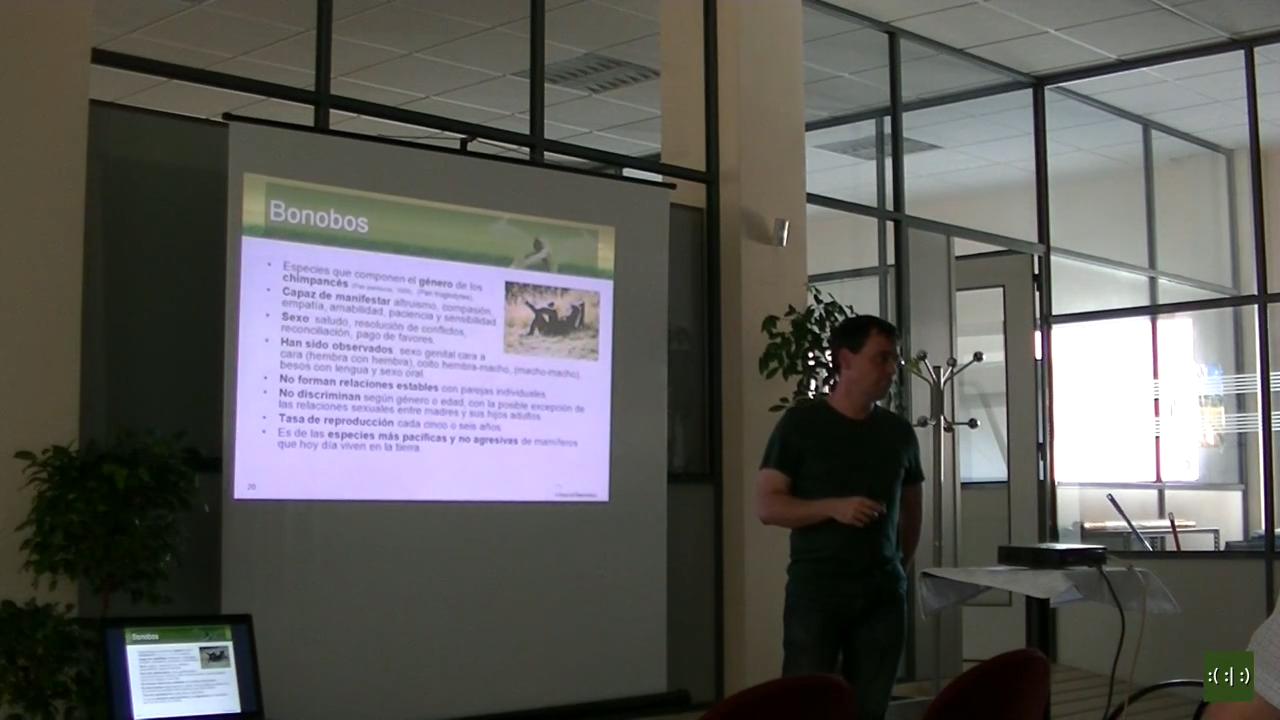 Bonobos
• Especies que componen el género de los
chimpancés (Pan paniscus, (Pan troglodytes).
• Capaz de manifestar altruismo, compasión,
empatía, amabilidad, paciencia y sensibilidad
• Sexo: saludo, resolución de conflictos,
reconciliación, pago de favores.
• Han sido observados: sexo genital cara a
cara (hembra con hembra), coito hembra-macho, (macho-macho),
besos con lengua y sexo oral.
• No forman relaciones estables con parejas individuales.
• No discriminan según género o edad, con la posible excepción de
las relaciones sexuales entre madres y sus hijos adultos.
• Tasa de reproducción cada cinco o seis años
• Es de las especies más pacíficas y no agresivas de mamíferos
que hoy día viven en la tierra.
20
Bonobos
:( :| :)